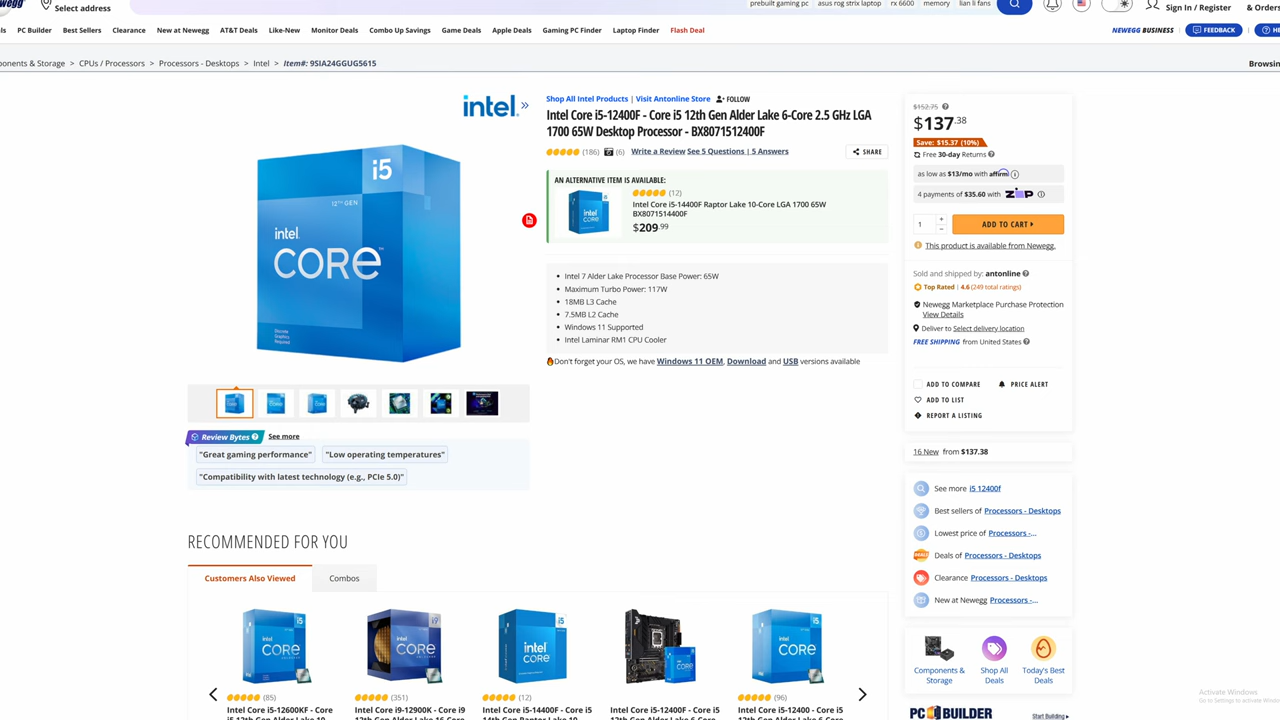 Select address
prebuilt gaming pc asus rog strix laptop rx 6600 memory lian li fans
Sign In / Register
& Orders
PC Builder Best Sellers Clearance New at Newegg AT&T Deals Like-New Monitor Deals Combo Up Savings Game Deals Apple Deals Gaming PC Finder Laptop Finder Flash Deal
NEWEGG BUSINESS
FEEDBACK
ponents & Storage > CPUs / Processors > Processors - Desktops > Intel > Item#: 9SIA24GGUG5615
Browsin
intel. »
i5
12TH GEN
intel
CORE™
Discrete
Graphics
Required
Review Bytes See more
"Great gaming performance" "Low operating temperatures"
"Compatibility with latest technology (e.g., PCIe 5.0)"
Shop All Intel Products | Visit Antonline Store FOLLOW
Intel Core i5-12400F - Core i5 12th Gen Alder Lake 6-Core 2.5 GHz LGA
1700 65W Desktop Processor - BX8071512400F
(186) (6) Write a Review See 5 Questions | 5 Answers
SHARE
AN ALTERNATIVE ITEM IS AVAILABLE:
(12)
Intel Core i5-14400F Raptor Lake 10-Core LGA 1700 65W
BX8071514400F
$209.99
• Intel 7 Alder Lake Processor Base Power: 65W
• Maximum Turbo Power: 117W
• 18MB L3 Cache
• 7.5MB L2 Cache
• Windows 11 Supported
• Intel Laminar RM1 CPU Cooler
Don't forget your OS, we have Windows 11 OEM, Download and USB versions available
$152.75
$137.38
Save: $15.37 (10%)
Free 30-day Returns
as low as $13/mo with affirm
4 payments of $35.60 with ZIP
1 + −
ADD TO CART
This product is available from Newegg.
Sold and shipped by: antonline
Top Rated | 4.6 (249 total ratings)
Newegg Marketplace Purchase Protection
View Details
Deliver to Select delivery location
FREE SHIPPING from United States
ADD TO COMPARE PRICE ALERT
ADD TO LIST
REPORT A LISTING
16 New from $137.38
See more i5 12400f
Best sellers of Processors - Desktops
Lowest price of Processors -...
Deals of Processors - Desktops
Clearance Processors - Desktops
New at Newegg Processors -...
Components & Storage
Shop All Deals
Today's Best Deals
PC BUILDER
Start Building
RECOMMENDED FOR YOU
Customers Also Viewed Combos
(85) (351) (12) (96)
Intel Core i5-12600KF - Core
Intel Core i9-12900K - Core i9
Intel Core i5-14400F - Core i5
Intel Core i5-12400F - Core
Intel Core i5-12400 - Core
Activate Windows